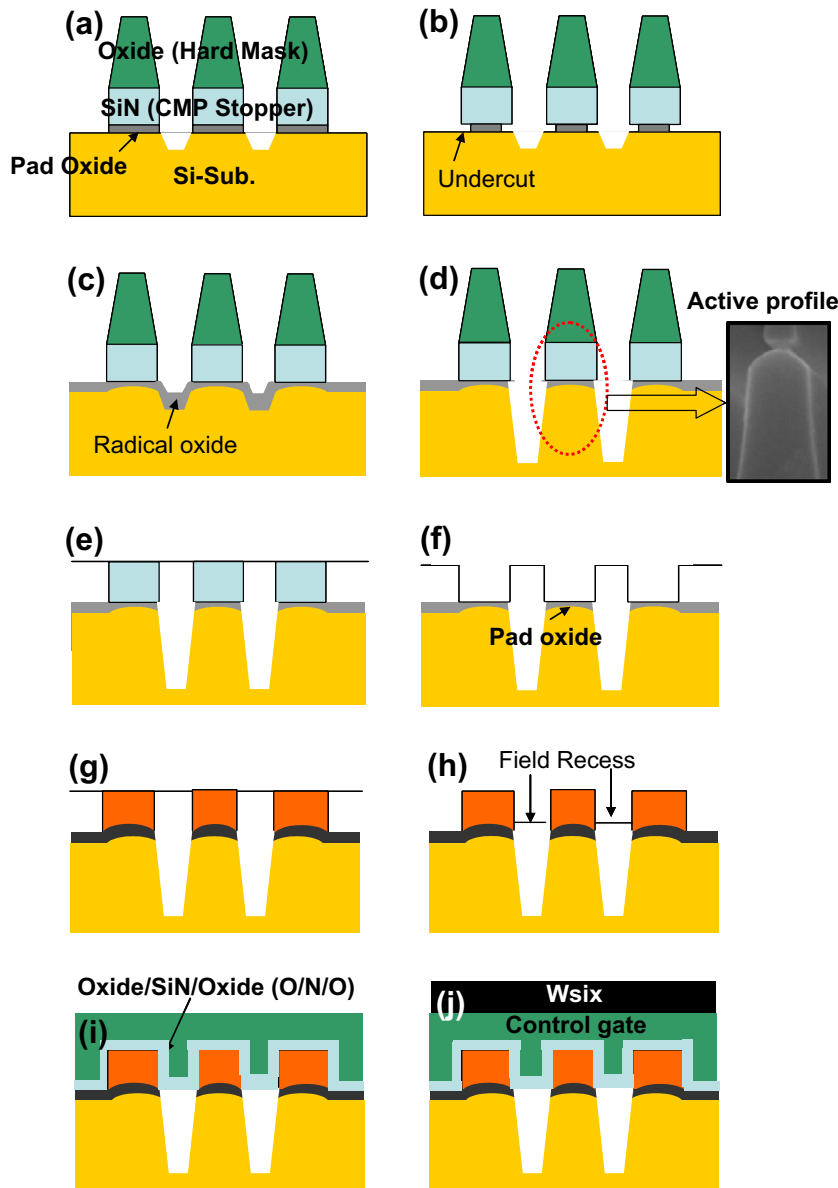 (a)
Oxide (Hard Mask)
SiN (CMP Stopper)
Pad Oxide
Si-Sub.
(b)
Undercut
(c)
Radical oxide
(d)
Active profile
(e)
(f)
Pad oxide
(g)
(h)
Field Recess
Oxide/SiN/Oxide (O/N/O)
(i)
(j)
Wsix
Control gate